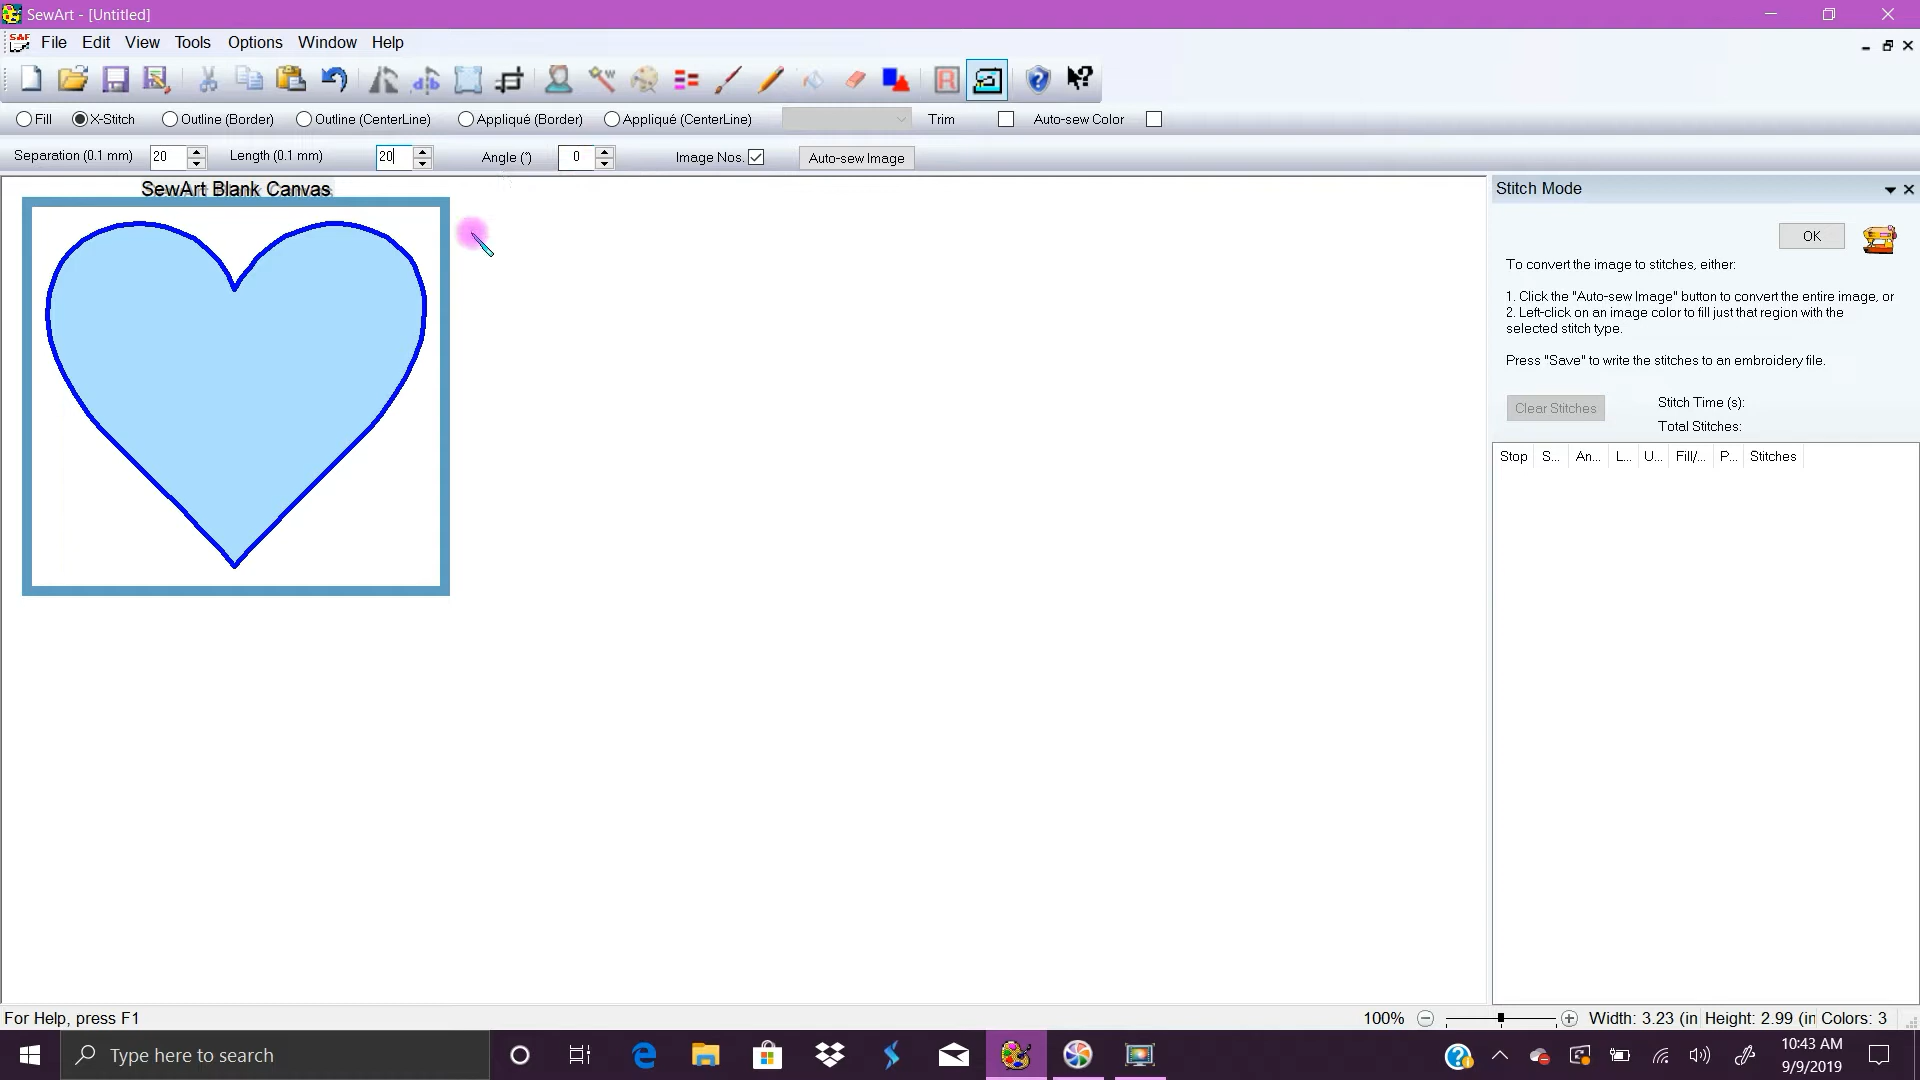 SewArt - [Untitled]
File Edit View Tools Options Window Help
Fill X-Stitch Outline (Border) Outline (CenterLine) Appliqué (Border) Appliqué (CenterLine) Trim Auto-sew Color
Separation (0.1 mm) 20 Length (0.1 mm) 20 Angle (°) 0 Image Nos. Auto-sew Image
SewArt Blank Canvas
Stitch Mode
OK
To convert the image to stitches, either:
1. Click the "Auto-sew Image" button to convert the entire image, or
2. Left-click on an image color to fill just that region with the
selected stitch type.
Press "Save" to write the stitches to an embroidery file.
Clear Stitches Stitch Time (s):
Total Stitches:
Stop S... An... L... U... Fill/... P... Stitches
For Help, press F1 100% Width: 3.23 (in Height: 2.99 (in Colors: 3
Type here to search 10:43 AM
9/9/2019